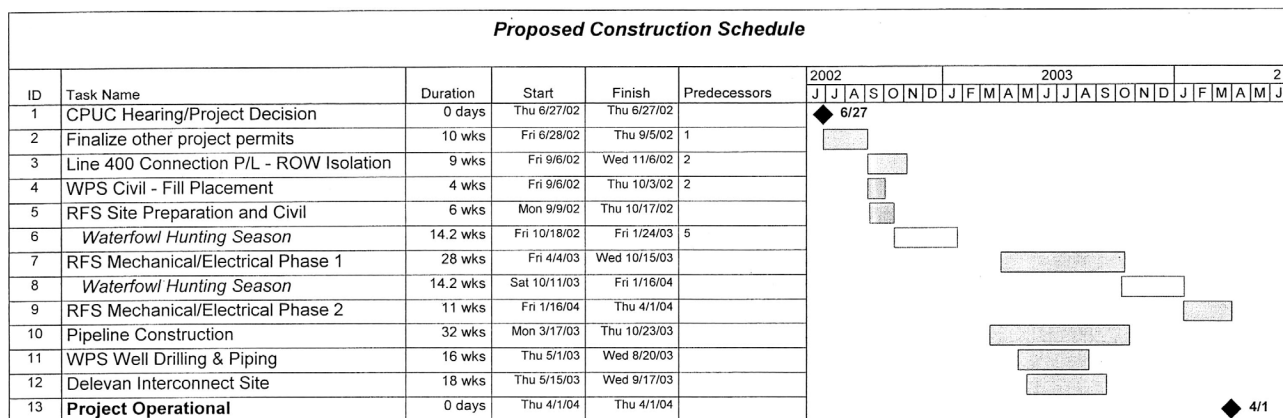 Proposed Construction Schedule
2002 2003 2
ID Task Name Duration Start Finish Predecessors J J A S O N D J F M A M J J A S O N D J F M A M J
1 CPUC Hearing/Project Decision 0 days Thu 6/27/02 Thu 6/27/02 6/27
2 Finalize other project permits 10 wks Fri 6/28/02 Thu 9/5/02 1
3 Line 400 Connection P/L - ROW Isolation 9 wks Fri 9/6/02 Wed 11/6/02 2
4 WPS Civil - Fill Placement 4 wks Fri 9/6/02 Thu 10/3/02 2
5 RFS Site Preparation and Civil 6 wks Mon 9/9/02 Thu 10/17/02
6 Waterfowl Hunting Season 14.2 wks Fri 10/18/02 Fri 1/24/03 5
7 RFS Mechanical/Electrical Phase 1 28 wks Fri 4/4/03 Wed 10/15/03
8 Waterfowl Hunting Season 14.2 wks Sat 10/11/03 Fri 1/16/04
9 RFS Mechanical/Electrical Phase 2 11 wks Fri 1/16/04 Thu 4/1/04
10 Pipeline Construction 32 wks Mon 3/17/03 Thu 10/23/03
11 WPS Well Drilling & Piping 16 wks Thu 5/1/03 Wed 8/20/03
12 Delevan Interconnect Site 18 wks Thu 5/15/03 Wed 9/17/03
13 Project Operational 0 days Thu 4/1/04 Thu 4/1/04 4/1